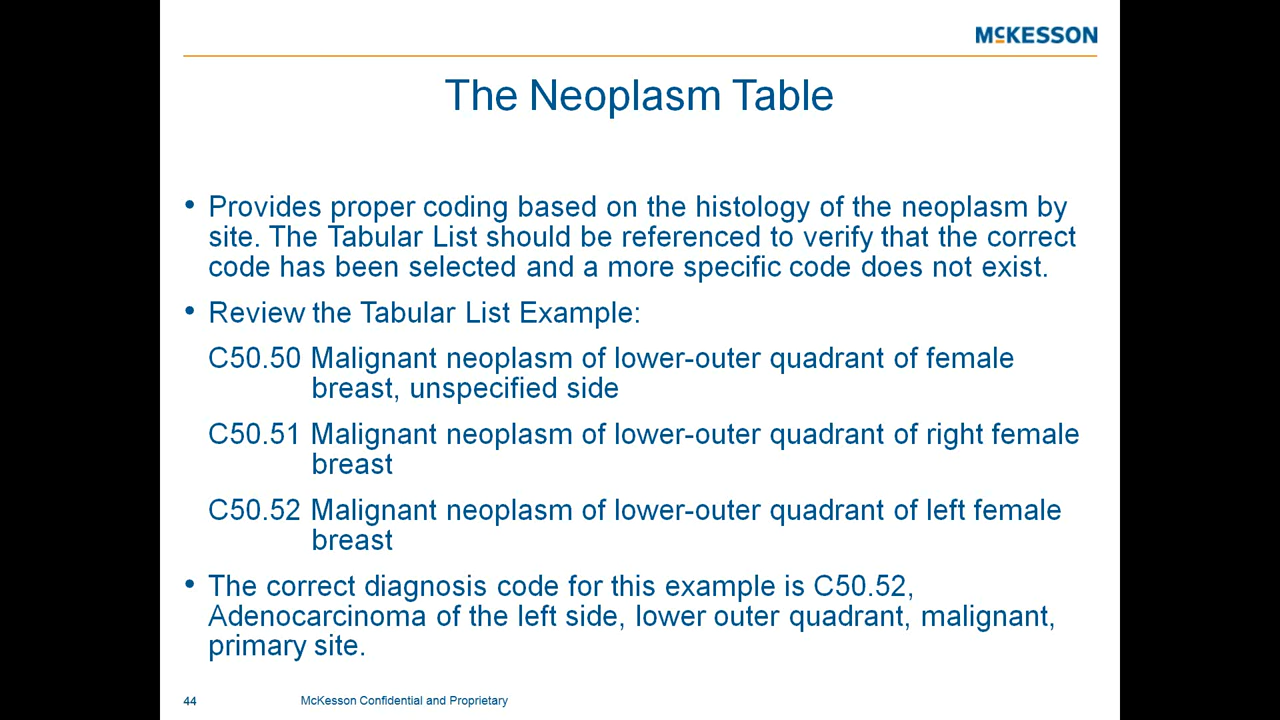 McKESSON
The Neoplasm Table
• Provides proper coding based on the histology of the neoplasm by
site. The Tabular List should be referenced to verify that the correct
code has been selected and a more specific code does not exist.
• Review the Tabular List Example:
C50.50 Malignant neoplasm of lower-outer quadrant of female
breast, unspecified side
C50.51 Malignant neoplasm of lower-outer quadrant of right female
breast
C50.52 Malignant neoplasm of lower-outer quadrant of left female
breast
• The correct diagnosis code for this example is C50.52,
Adenocarcinoma of the left side, lower outer quadrant, malignant,
primary site.
44 McKesson Confidential and Proprietary